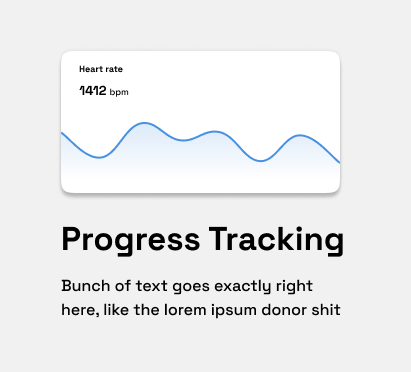 Heart rate
1412 bpm
Progress Tracking
Bunch of text goes exactly right
here, like the lorem ipsum donor shit